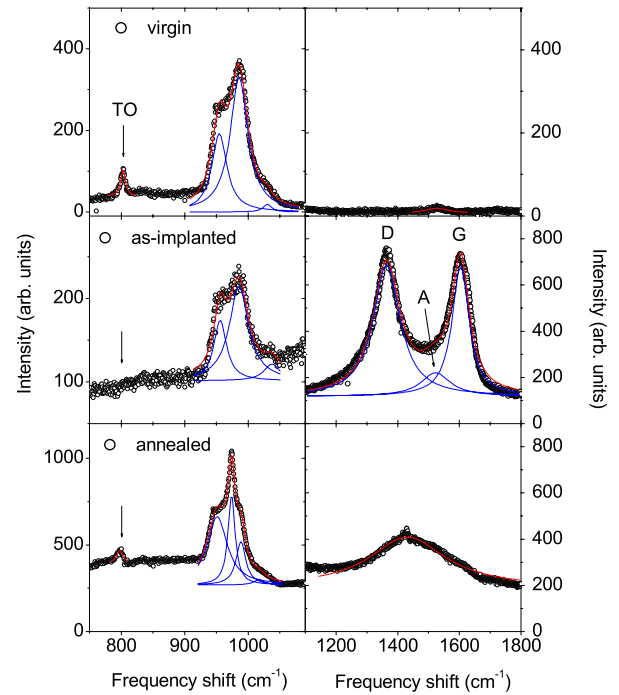 virgin
TO
400
200
0
400
200
0
as-implanted
D
G
A
200
100
800
600
400
200
0
Intensity (arb. units)
Intensity (arb. units)
annealed
1000
500
0
800
600
400
200
0
800
900
1000
1200
1400
1600
1800
Frequency shift (cm⁻¹)
Frequency shift (cm⁻¹)